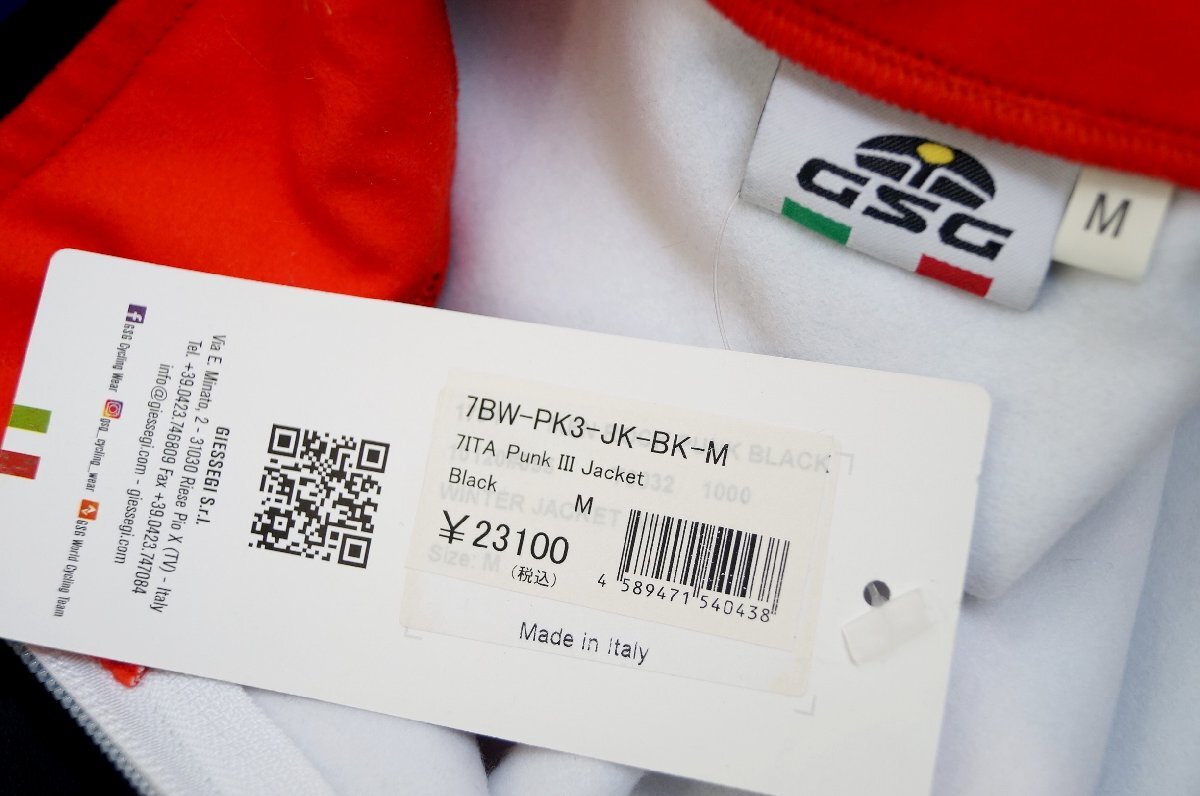 GSG
M
GIESSEGI S.r.l.
Via E. Minato, 2 - 31030 Riese Pio X (TV) - Italy
Tel. +39.0423.746809 Fax +39.0423.747084
info@giessegi.com - giessegi.com
GSG Cycling Wear
gsg_cycling_wear
GSG World Cycling Team
7BW-PK3-JK-BK-M
7ITA Punk III Jacket
Black
M
¥23100
(税込)
4 589471 540438
BLACK
1000
WINTER JACKET
Size: M
Made in Italy